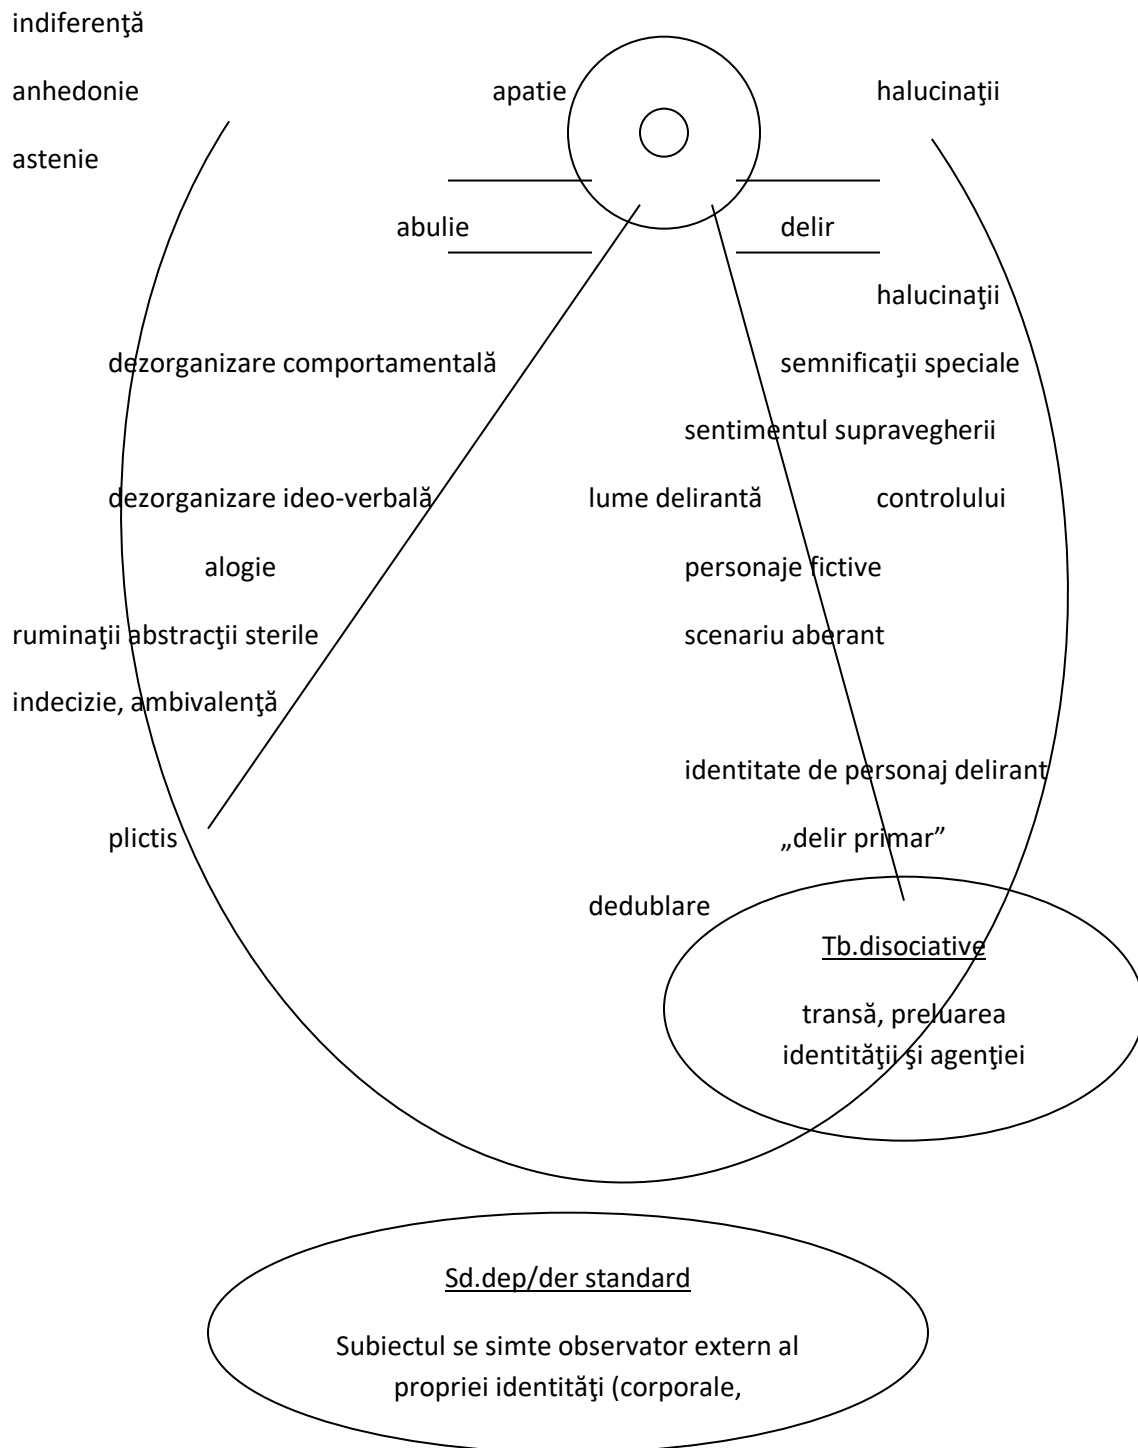 indiferenţă
anhedonie apatie halucinaţii
astenie
abulie delir
halucinaţii
dezorganizare comportamentală semnificaţii speciale
sentimentul supravegherii
dezorganizare ideo-verbală lume delirantă controlului
alogie personaje fictive
ruminaţii abstracţii sterile scenariu aberant
indecizie, ambivalenţă
identitate de personaj delirant
plictis „delir primar”
dedublare
Tb.disociative
transă, preluarea
identităţii şi agenţiei
Sd.dep/der standard
Subiectul se simte observator extern al
propriei identităţi (corporale,